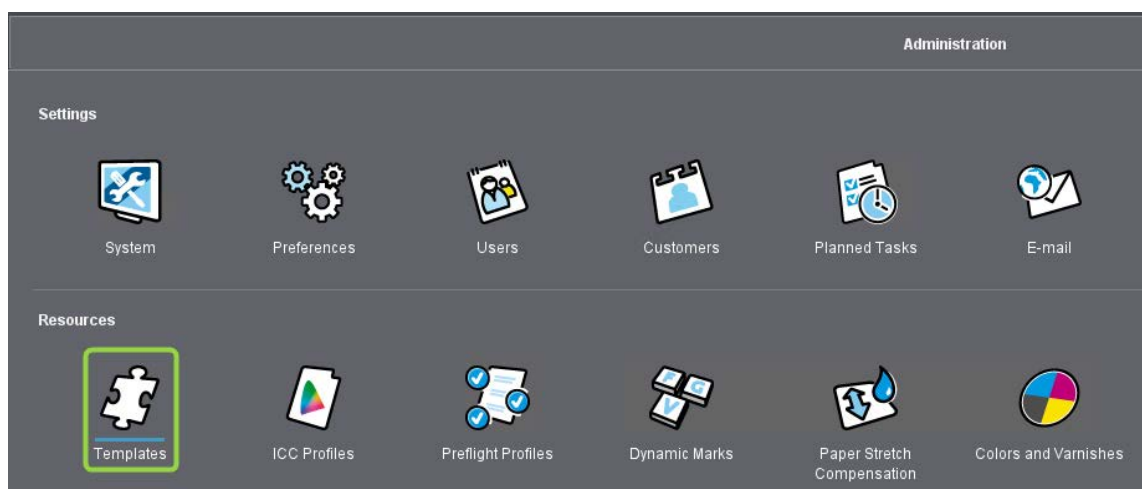 Administration
Settings
System
Preferences
Users
Customers
Planned Tasks
E-mail
Resources
F
G
V
Templates
ICC Profiles
Preflight Profiles
Dynamic Marks
Paper Stretch
Compensation
Colors and Varnishes